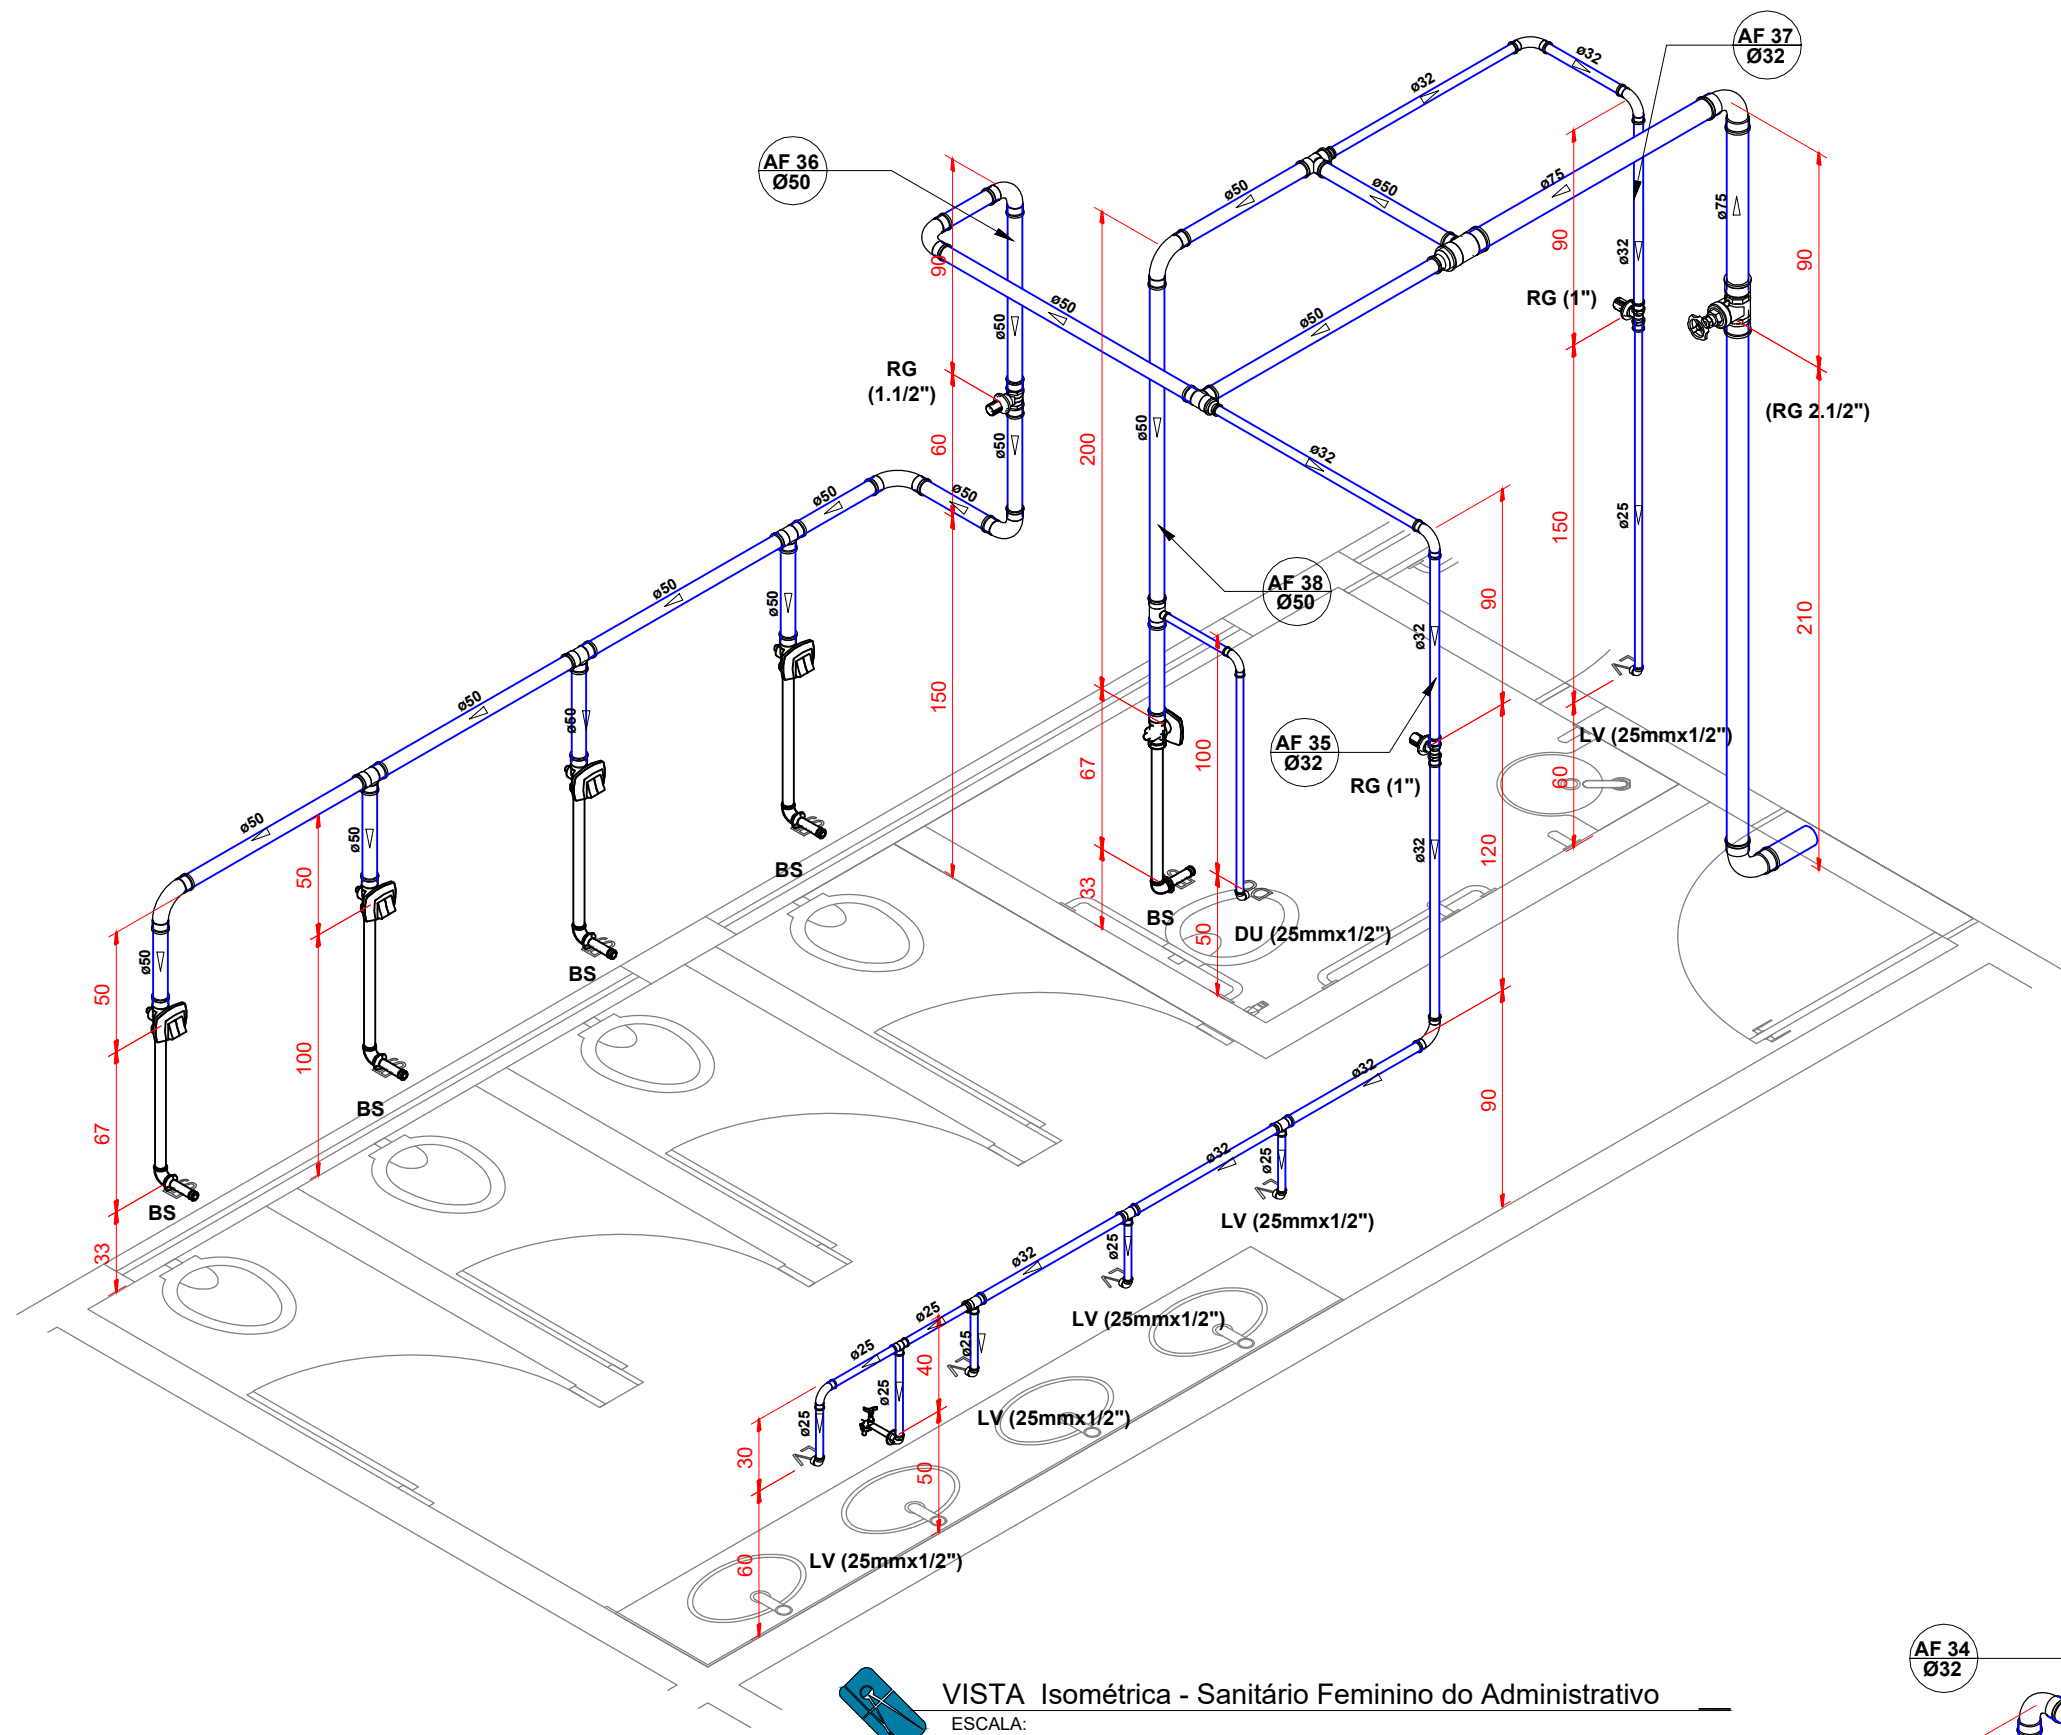 AF 37
Ø32
ø32
ø32
AF 36
Ø50
ø50
ø50
ø75
ø75
90
90
90
ø32
ø50
ø50
ø50
RG (1")
RG
(1.1/2")
(RG 2.1/2")
60
ø50
200
ø50
ø32
ø50
ø50
ø25
150
AF 38
Ø50
90
210
ø50
ø50
ø32
150
ø50
ø50
AF 35
Ø32
RG (1")
LV (25mmx1/2")
60
100
67
ø50
ø50
50
BS
33
BS
DU (25mmx1/2")
50
ø32
120
ø50
50
BS
100
BS
67
BS
33
ø32
90
ø32
ø25
LV (25mmx1/2")
ø32
ø25
LV (25mmx1/2")
ø25
ø25
ø25
40
ø25
ø25
30
LV (25mmx1/2")
50
LV (25mmx1/2")
60
AF 34
Ø32
VISTA Isométrica - Sanitário Feminino do Administrativo
ESCALA: